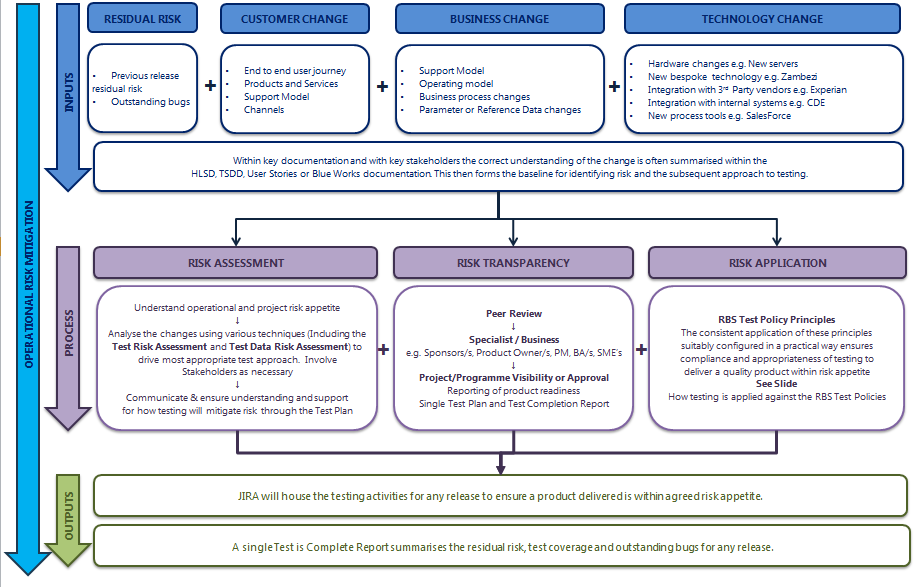 OPERATIONAL RISK MITIGATION
INPUTS
RESIDUAL RISK
CUSTOMER CHANGE
BUSINESS CHANGE
TECHNOLOGY CHANGE
• Previous release
residual risk
• Outstanding bugs
+
• End to end user journey
• Products and Services
• Support Model
• Channels
+
• Support Model
• Operating model
• Business process changes
• Parameter or Reference Data changes
+
• Hardware changes e.g. New servers
• New bespoke technology e.g. Zambezi
• Integration with 3rd Party vendors e.g. Experian
• Integration with internal systems e.g. CDE
• New process tools e.g. SalesForce
Within key documentation and with key stakeholders the correct understanding of the change is often summarised within the
HLSD, TSDD, User Stories or Blue Works documentation. This then forms the baseline for identifying risk and the subsequent approach to testing.
PROCESS
RISK ASSESSMENT
RISK TRANSPARENCY
RISK APPLICATION
Understand operational and project risk appetite
↓
Analyse the changes using various techniques (Including the
Test Risk Assessment and Test Data Risk Assessment) to
drive most appropriate test approach. Involve
Stakeholders as necessary
↓
Communicate & ensure understanding and support
for how testing will mitigate risk through the Test Plan
+
Peer Review
↓
Specialist / Business
e.g. Sponsors/s, Product Owner/s, PM, BA/s, SME's
↓
Project/Programme Visibility or Approval
Reporting of product readiness
Single Test Plan and Test Completion Report
+
RBS Test Policy Principles
The consistent application of these principles
suitably configured in a practical way ensures
compliance and appropriateness of testing to
deliver a quality product within risk appetite
See Slide
How testing is applied against the RBS Test Policies
OUTPUTS
JIRA will house the testing activities for any release to ensure a product delivered is within agreed risk appetite.
A single Test is Complete Report summarises the residual risk, test coverage and outstanding bugs for any release.